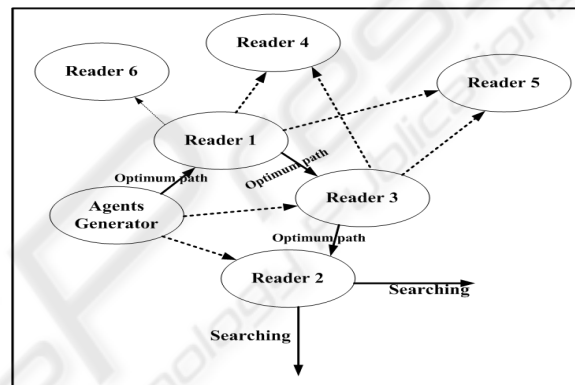 Reader 4
Reader 6
Reader 5
Reader 1
Optimum path
Optimum path
Reader 3
Agents
Generator
Optimum path
Reader 2
Searching
Searching